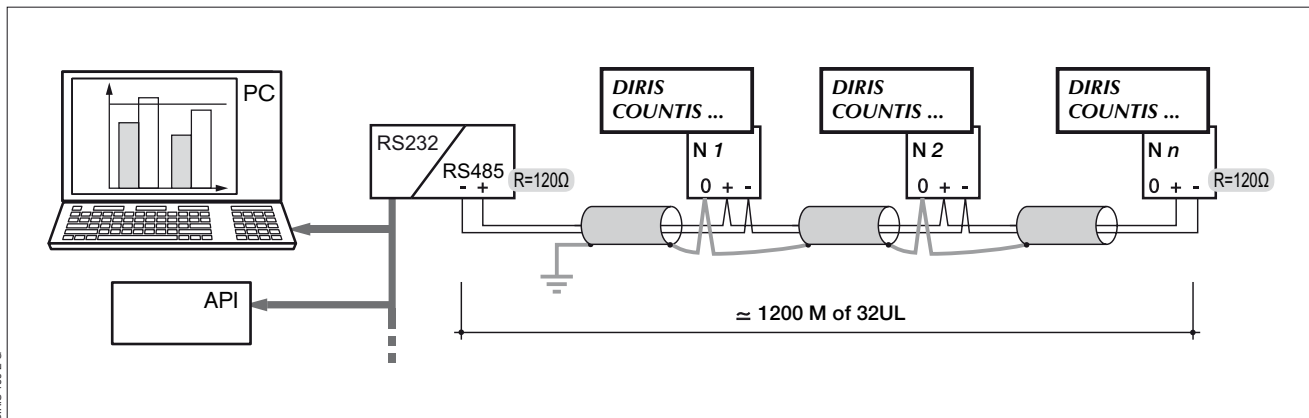 PC
API
RS232
RS485
- +
R=120Ω
DIRIS
COUNTIS ...
N 1
0 + -
DIRIS
COUNTIS ...
N 2
0 + -
DIRIS
COUNTIS ...
N n
0 + -
R=120Ω
≃ 1200 M of 32UL